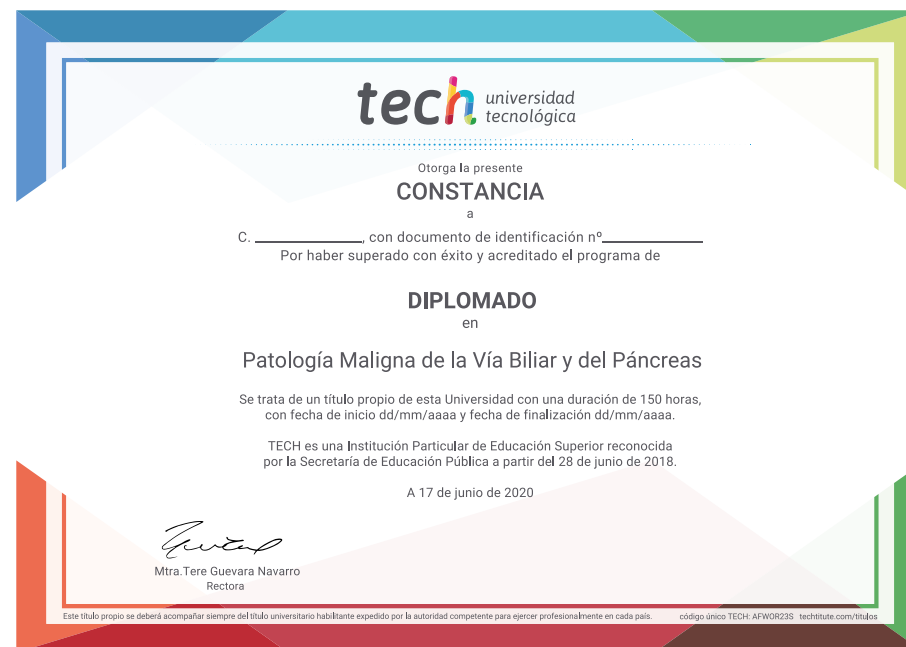 tech universidad
tecnológica
Otorga la presente
CONSTANCIA
a
C. ____________, con documento de identificación nº____________
Por haber superado con éxito y acreditado el programa de
DIPLOMADO
en
Patología Maligna de la Vía Biliar y del Páncreas
Se trata de un título propio de esta Universidad con una duración de 150 horas,
con fecha de inicio dd/mm/aaaa y fecha de finalización dd/mm/aaaa.
TECH es una Institución Particular de Educación Superior reconocida
por la Secretaría de Educación Pública a partir del 28 de junio de 2018.
A 17 de junio de 2020
Mtra.Tere Guevara Navarro
Rectora
Este título propio se deberá acompañar siempre del título universitario habilitante expedido por la autoridad competente para ejercer profesionalmente en cada país. código único TECH: AFWOR23S techtitute.com/titulos